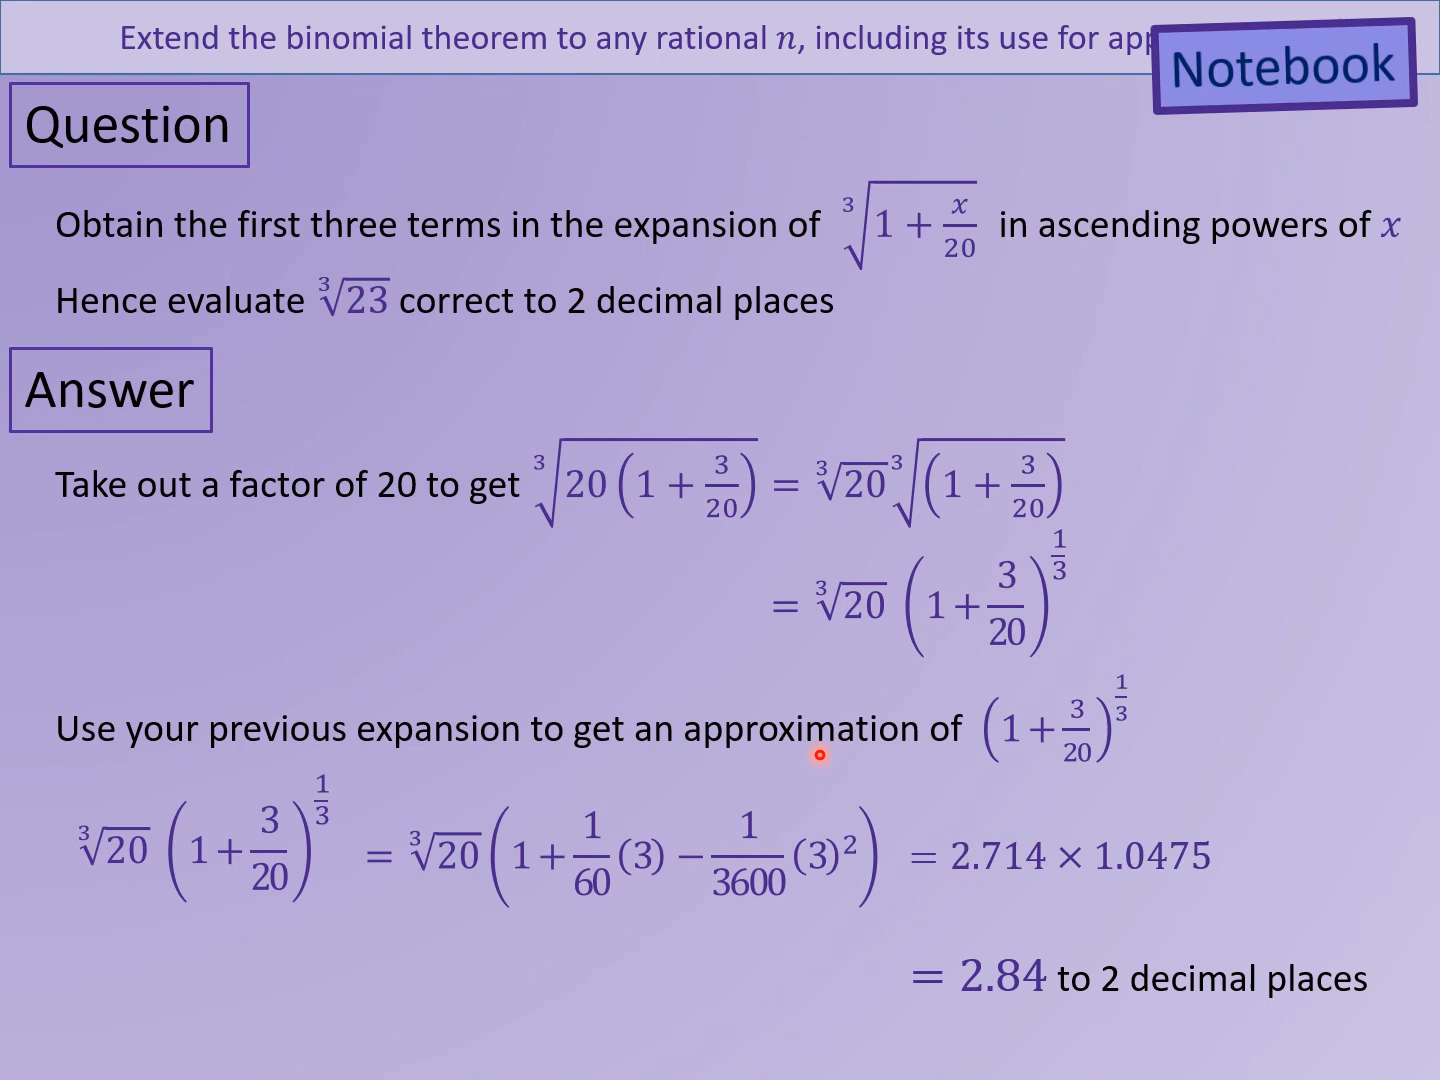 Extend the binomial theorem to any rational n, including its use for app
Notebook
Question
Obtain the first three terms in the expansion of ∛(1 + x/20) in ascending powers of x
Hence evaluate ∛23 correct to 2 decimal places
Answer
Take out a factor of 20 to get ∛(20(1 + 3/20)) = ∛20 ∛((1 + 3/20))
= ∛20 (1 + 3/20)^(1/3)
Use your previous expansion to get an approximation of (1 + 3/20)^(1/3)
∛20 (1 + 3/20)^(1/3) = ∛20 (1 + 1/60 (3) − 1/3600 (3)²) = 2.714 × 1.0475
= 2.84 to 2 decimal places